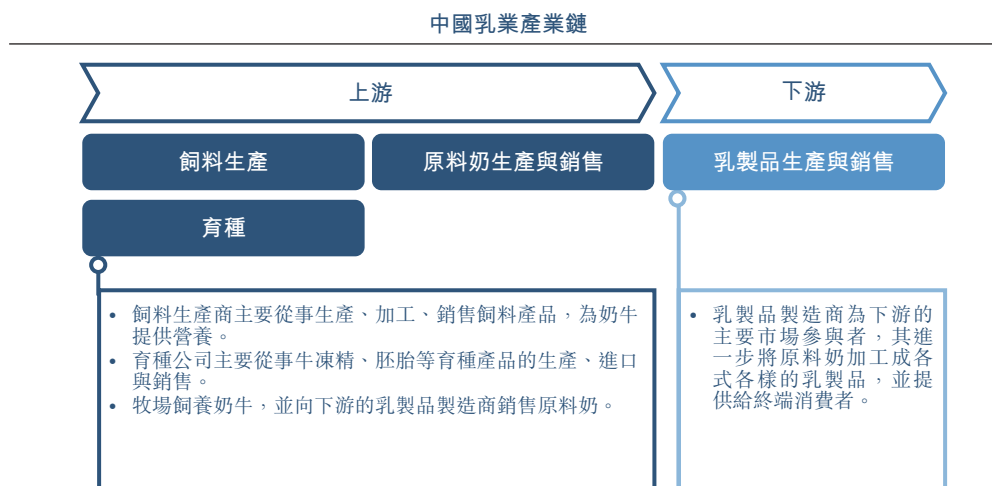 中國乳業產業鏈
上游
下游
飼料生產
原料奶生產與銷售
乳製品生產與銷售
育種
• 飼料生產商主要從事生產、加工、銷售飼料產品，為奶牛
提供營養。
• 育種公司主要從事牛凍精、胚胎等育種產品的生產、進口
與銷售。
• 牧場飼養奶牛，並向下游的乳製品製造商銷售原料奶。
• 乳製品製造商為下游的
主要市場參與者，其進
一步將原料奶加工成各
式各樣的乳製品，並提
供給終端消費者。